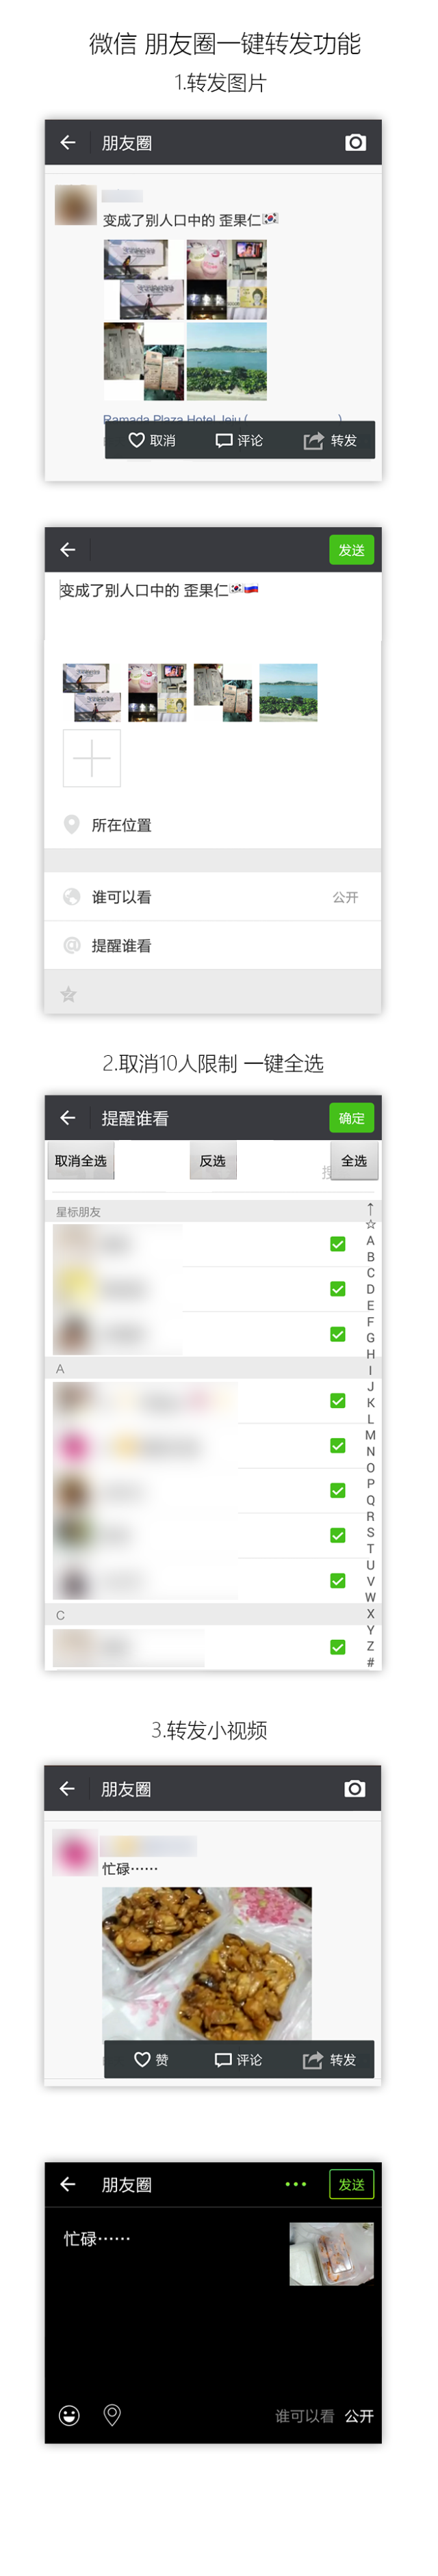 微信 朋友圈一键转发功能
1.转发图片
朋友圈
变成了别人口中的 歪果仁🇰🇷
Ramada Plaza Hotel Jeju (
)
取消 评论 转发
发送
变成了别人口中的 歪果仁🇰🇷🇷🇺
所在位置
谁可以看 公开
提醒谁看
2.取消10人限制 一键全选
提醒谁看 确定
取消全选 反选 全选
星标朋友
↑
☆
A
B
C
D
E
F
G
H
I
J
K
L
M
N
O
P
Q
R
S
T
U
V
W
X
Y
Z
#
A
C
3.转发小视频
朋友圈
忙碌……
赞 评论 转发
朋友圈 发送
忙碌……
谁可以看 公开